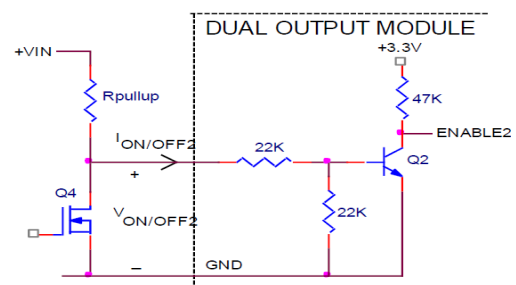 DUAL OUTPUT MODULE
+VIN
+3.3V
Rpullup
47K
I ON/OFF2
22K
ENABLE2
+
Q2
Q4
V ON/OFF2
22K
–
GND